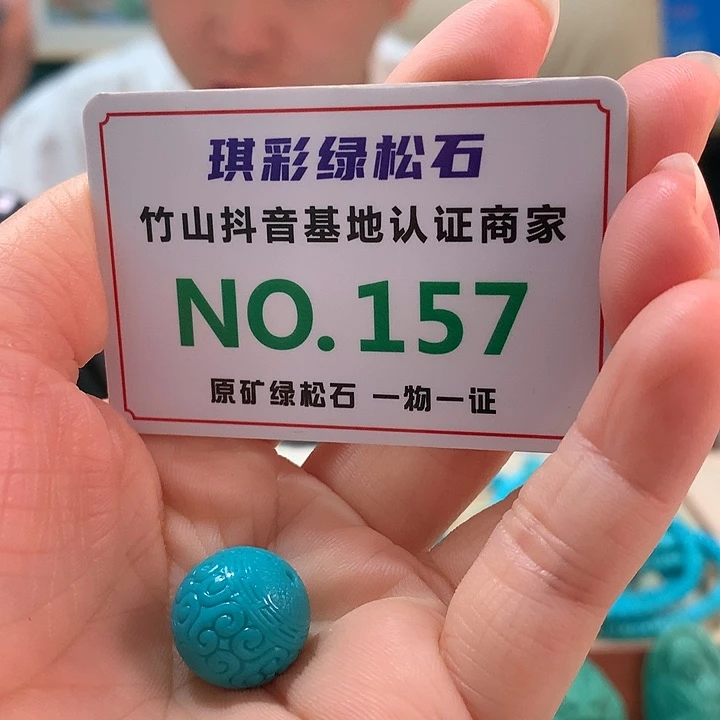 琪彩绿松石
竹山抖音基地认证商家
NO.157
原矿绿松石 一物一证